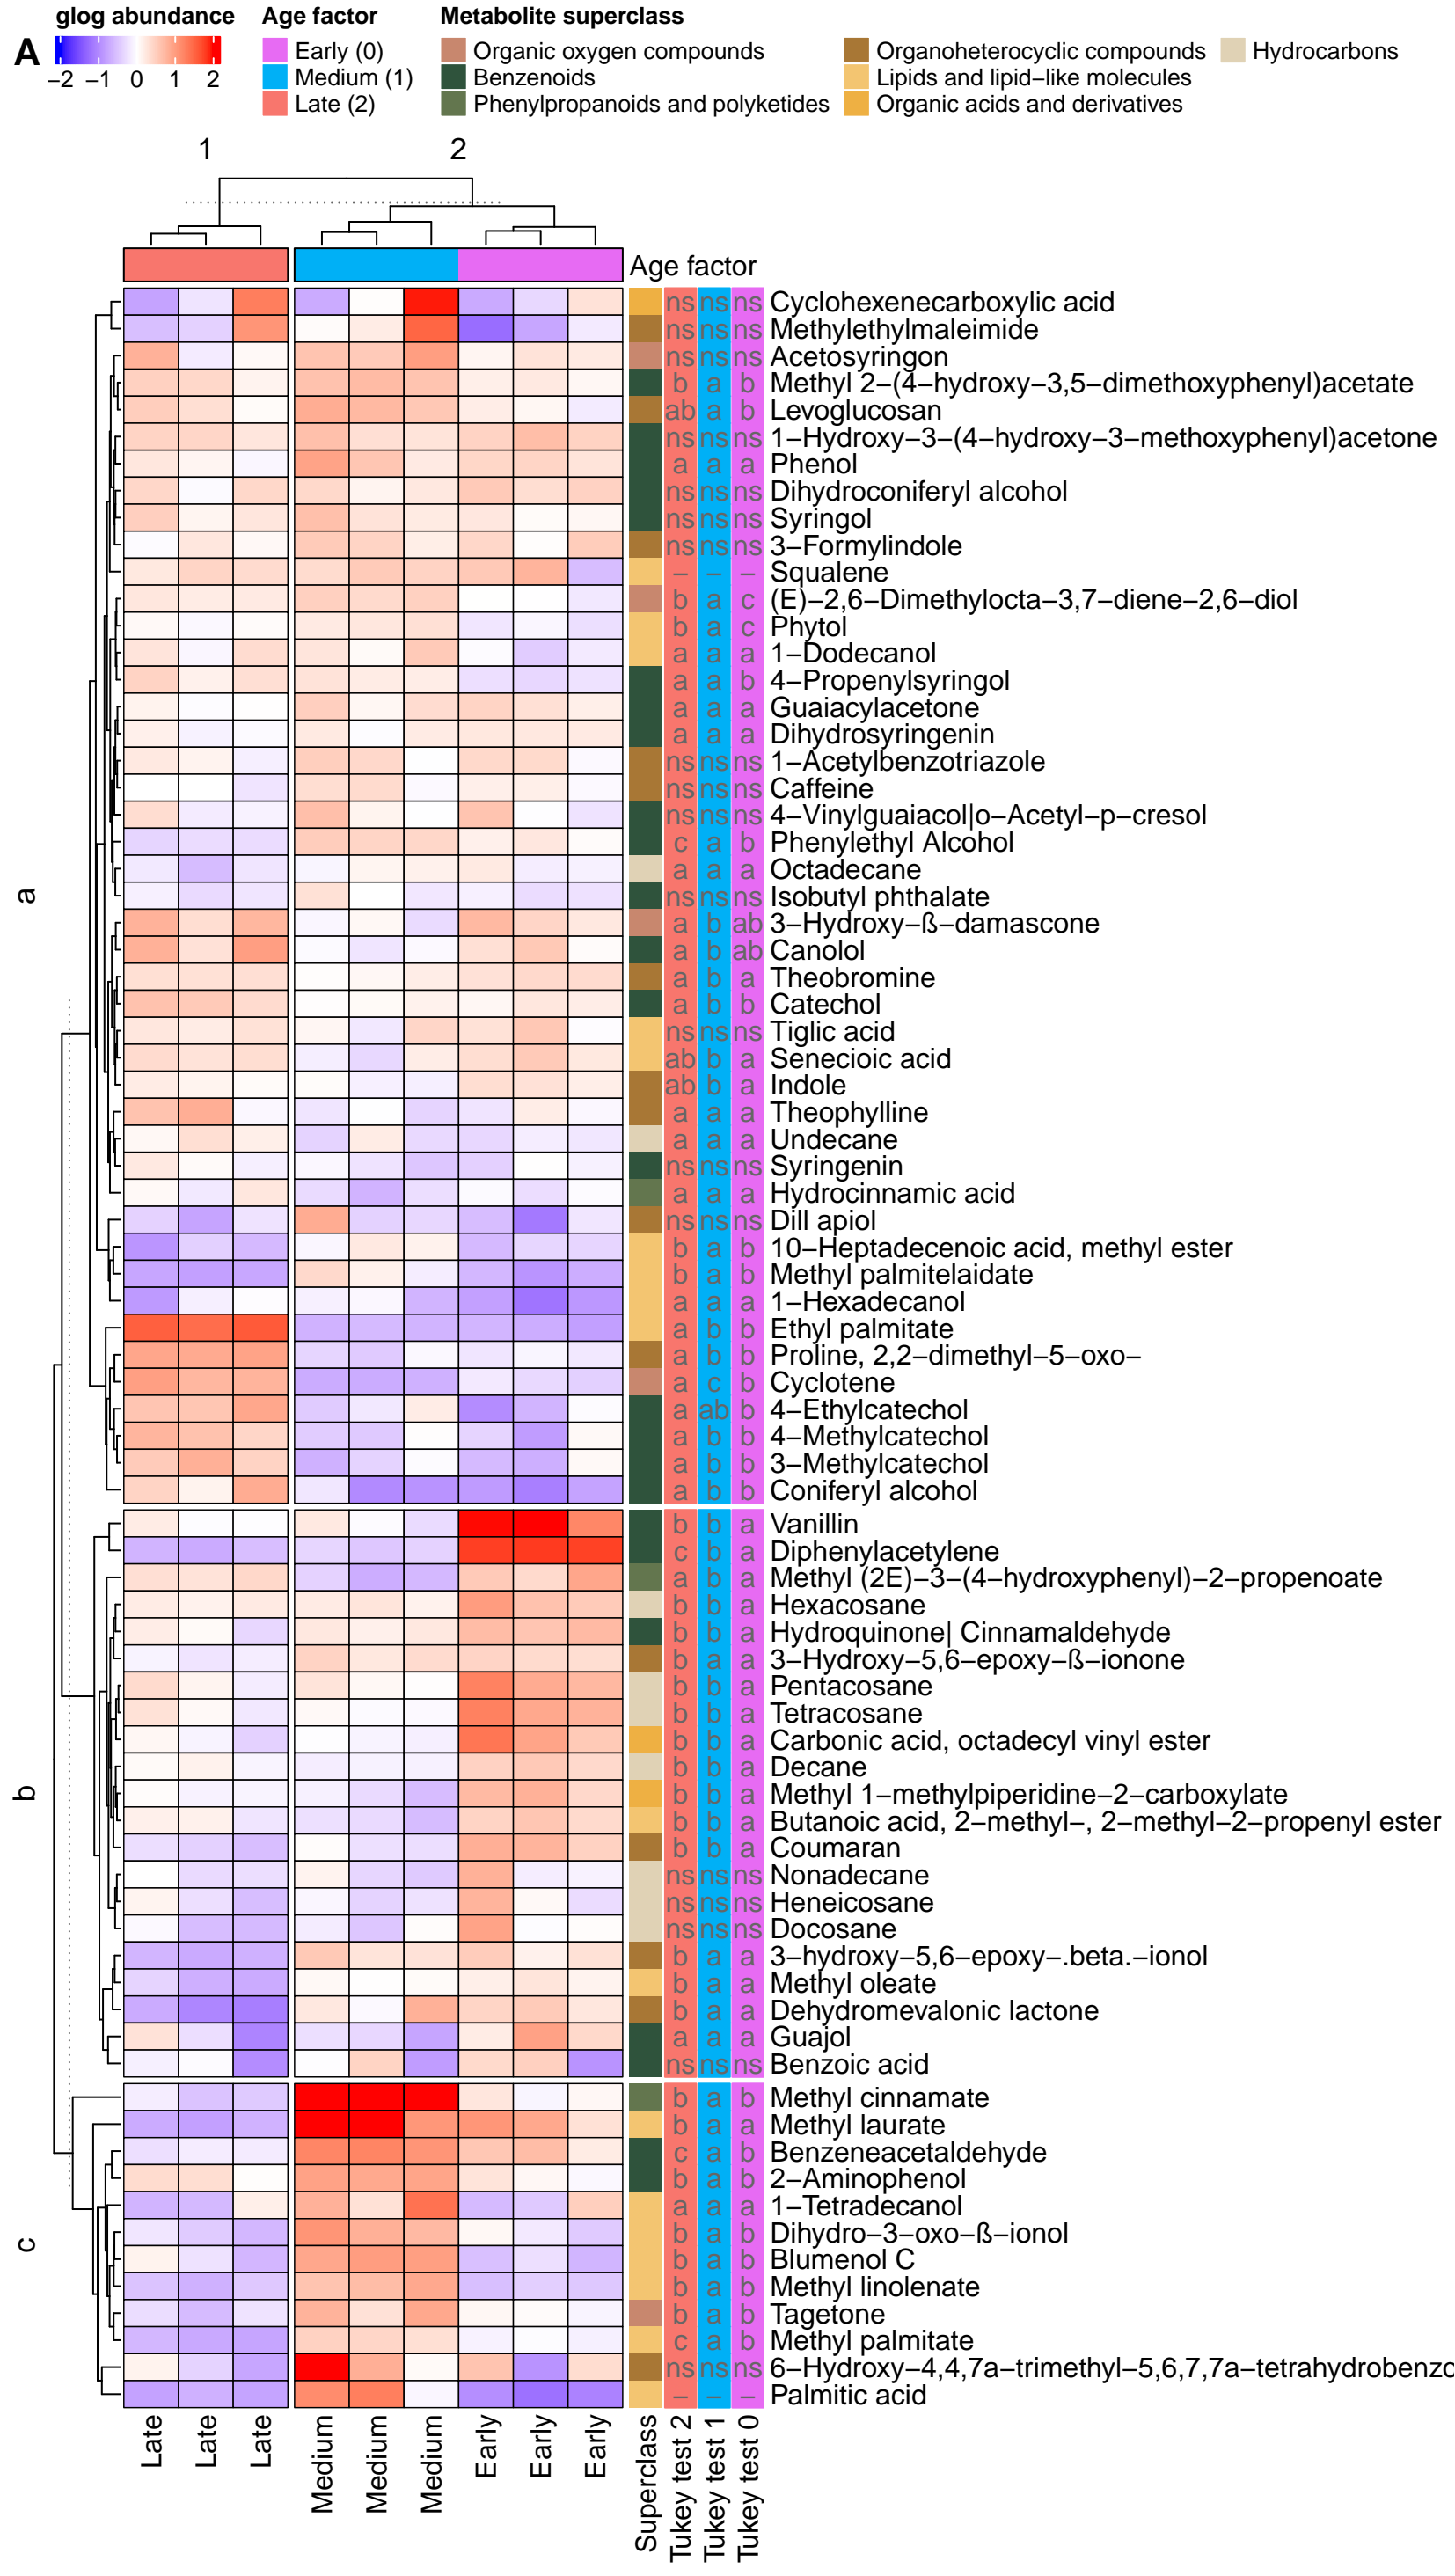 A
glog abundance
−2 −1 0 1 2
Age factor
Early (0)
Medium (1)
Late (2)
Metabolite superclass
Organic oxygen compounds
Benzenoids
Phenylpropanoids and polyketides
Organoheterocyclic compounds
Lipids and lipid−like molecules
Organic acids and derivatives
Hydrocarbons
1 2
Age factor
a
ns ns ns Cyclohexenecarboxylic acid
ns ns ns Methylethylmaleimide
ns ns ns Acetosyringon
b a b Methyl 2−(4−hydroxy−3,5−dimethoxyphenyl)acetate
ab a b Levoglucosan
ns ns ns 1−Hydroxy−3−(4−hydroxy−3−methoxyphenyl)acetone
a a a Phenol
ns ns ns Dihydroconiferyl alcohol
ns ns ns Syringol
ns ns ns 3−Formylindole
− − − Squalene
b a c (E)−2,6−Dimethylocta−3,7−diene−2,6−diol
b a c Phytol
a a a 1−Dodecanol
a a b 4−Propenylsyringol
a a a Guaiacylacetone
a a a Dihydrosyringenin
ns ns ns 1−Acetylbenzotriazole
ns ns ns Caffeine
ns ns ns 4−Vinylguaiacol|o−Acetyl−p−cresol
c a b Phenylethyl Alcohol
a a a Octadecane
ns ns ns Isobutyl phthalate
a b ab 3−Hydroxy−ß−damascone
a b ab Canolol
a b a Theobromine
a b b Catechol
ns ns ns Tiglic acid
ab b a Senecioic acid
ab b a Indole
a a a Theophylline
a a a Undecane
ns ns ns Syringenin
a a a Hydrocinnamic acid
ns ns ns Dill apiol
b a b 10−Heptadecenoic acid, methyl ester
b a b Methyl palmitelaidate
a a a 1−Hexadecanol
a b b Ethyl palmitate
a b b Proline, 2,2−dimethyl−5−oxo−
a c b Cyclotene
a ab b 4−Ethylcatechol
a b b 4−Methylcatechol
a b b 3−Methylcatechol
a b b Coniferyl alcohol
b
b b a Vanillin
c b a Diphenylacetylene
a b a Methyl (2E)−3−(4−hydroxyphenyl)−2−propenoate
b b a Hexacosane
b b a Hydroquinone| Cinnamaldehyde
b a a 3−Hydroxy−5,6−epoxy−ß−ionone
b b a Pentacosane
b b a Tetracosane
b b a Carbonic acid, octadecyl vinyl ester
b b a Decane
b b a Methyl 1−methylpiperidine−2−carboxylate
b b a Butanoic acid, 2−methyl−, 2−methyl−2−propenyl ester
b b a Coumaran
ns ns ns Nonadecane
ns ns ns Heneicosane
ns ns ns Docosane
b a a 3−hydroxy−5,6−epoxy−.beta.−ionol
b a a Methyl oleate
b a a Dehydromevalonic lactone
a a a Guajol
ns ns ns Benzoic acid
c
b a b Methyl cinnamate
b a a Methyl laurate
c a b Benzeneacetaldehyde
b a b 2−Aminophenol
a a a 1−Tetradecanol
b a b Dihydro−3−oxo−ß−ionol
b a b Blumenol C
b a b Methyl linolenate
b a b Tagetone
c a b Methyl palmitate
ns ns ns 6−Hydroxy−4,4,7a−trimethyl−5,6,7,7a−tetrahydrobenzo
− − − Palmitic acid
Late Late Late Medium Medium Medium Early Early Early Superclass Tukey test 2 Tukey test 1 Tukey test 0